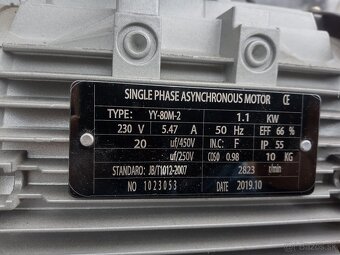 SINGLE PHASE ASYNCHRONOUS MOTOR CE
TYPE: YY-80M-2 1.1 KW
230 V 5.47 A 50 Hz EFF 66 %
20 uf/450V IN.C: F IP 55
uf/250V COSØ 0.98 10 KG
STANDARD: JB/T1012-2007 2823 r/min
NO 1023053 DATE 2019.10